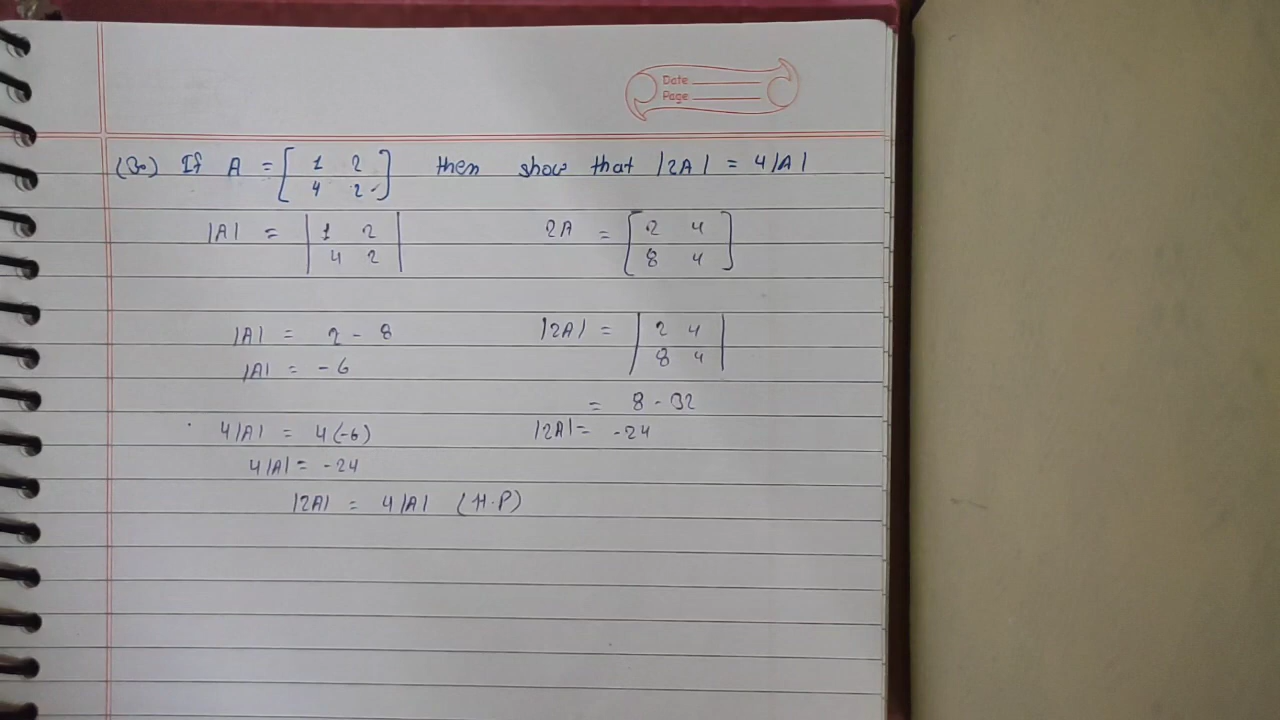 Date
Page
(30) If A = [ 1 2 then show that |2A| = 4|A|
4 2 ]
|A| = | 1 2 2A = [ 2 4
4 2 | 8 4 ]
|A| = 2 - 8 |2A| = | 2 4
|A| = -6 8 4 |
= 8 - 32
4|A| = 4(-6) |2A| = -24
4|A| = -24
|2A| = 4|A| (H.P)